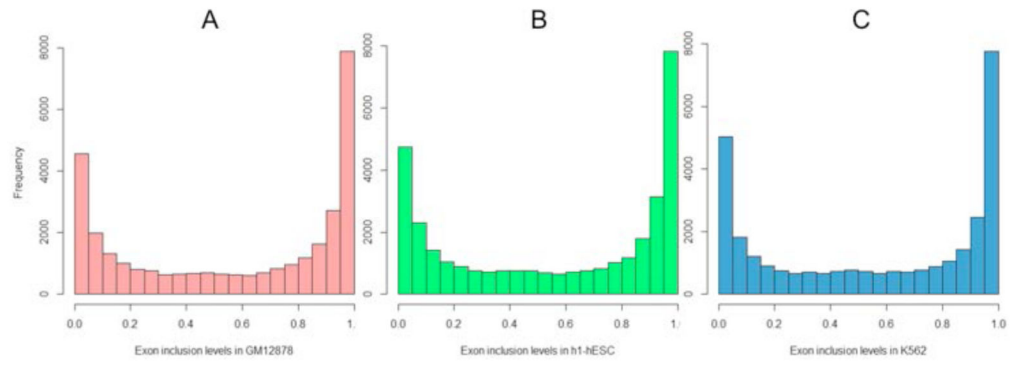 A
B
C
Frequency
8000
6000
4000
2000
0
0.0 0.2 0.4 0.6 0.8 1.
Exon inclusion levels in GM12878
8000
6000
4000
2000
0
0.0 0.2 0.4 0.6 0.8 1.
Exon inclusion levels in h1-hESC
8000
6000
4000
2000
0
0.0 0.2 0.4 0.6 0.8 1.0
Exon inclusion levels in K562